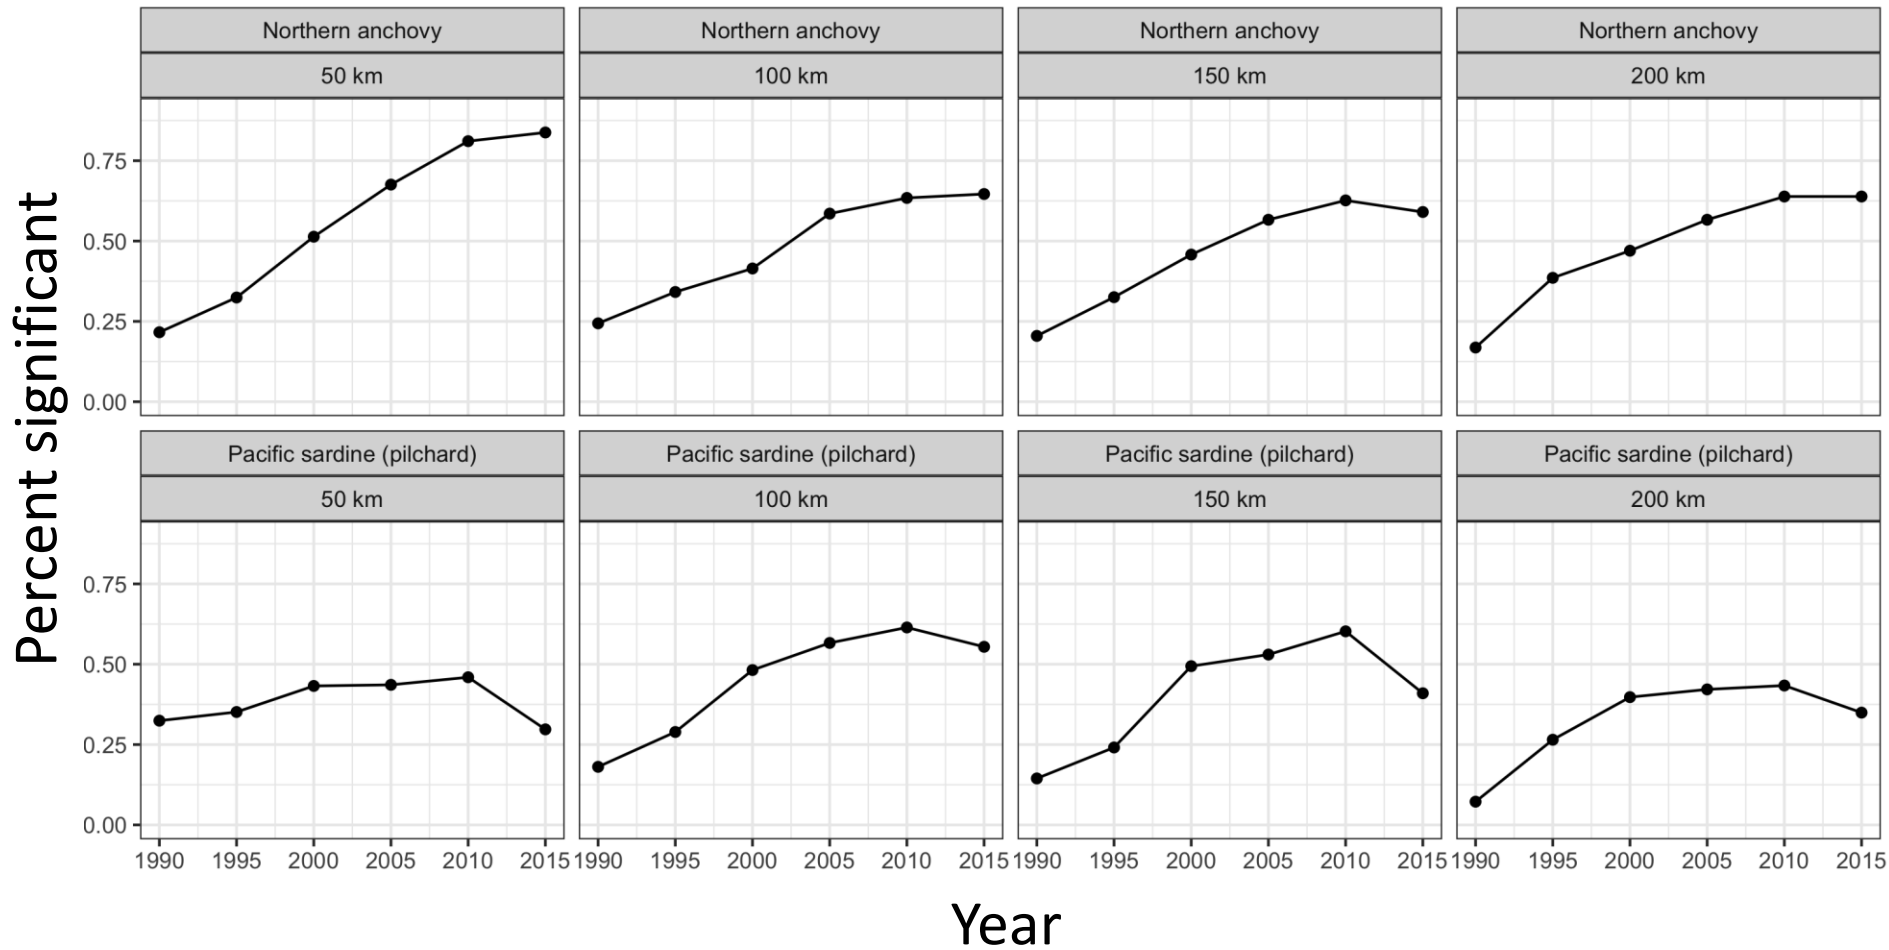 Northern anchovy Northern anchovy Northern anchovy Northern anchovy
50 km 100 km 150 km 200 km
0.75
0.50
0.25
0.00
Percent significant
Pacific sardine (pilchard) Pacific sardine (pilchard) Pacific sardine (pilchard) Pacific sardine (pilchard)
50 km 100 km 150 km 200 km
0.75
0.50
0.25
0.00
1990 1995 2000 2005 2010 2015 1990 1995 2000 2005 2010 2015 1990 1995 2000 2005 2010 2015 1990 1995 2000 2005 2010 2015
Year